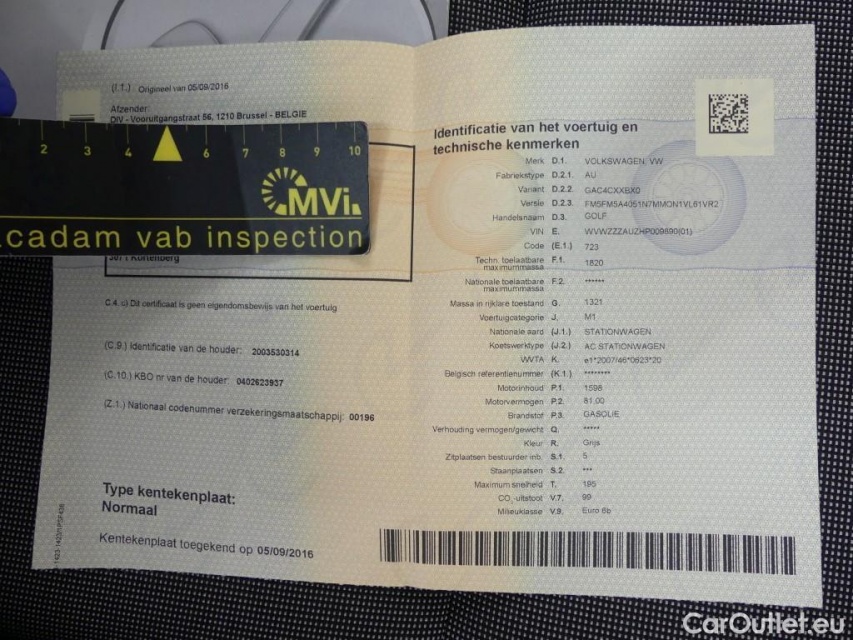 (I.1.) Origineel van 05/09/2016
Afzender:
DIV - Vooruitgangstraat 56, 1210 Brussel - BELGIE
2 3 4 6 7 8 9 10
MVi.
cadam vab inspection
3071 Kortenberg
C.4.c) Dit certificaat is geen eigendomsbewijs van het voertuig
(C.9.) Identificatie van de houder: 2003530314
(C.10.) KBO nr van de houder: 0402623937
(Z.1.) Nationaal codenummer verzekeringsmaatschappij: 00196
Type kentekenplaat:
Normaal
Kentekenplaat toegekend op 05/09/2016
Identificatie van het voertuig en
technische kenmerken
Merk D.1. VOLKSWAGEN, VW
Fabriekstype D.2.1. AU
Variant D.2.2. GAC4CXXBX0
Versie D.2.3. FM5FM5A4051N7MMON1VL61VR2
Handelsnaam D.3. GOLF
VIN E. WVWZZZAUZHP009890(01)
Code (E.1.) 723
Techn. toelaatbare maximummassa F.1. 1820
Nationale toelaatbare maximummassa F.2. ******
Massa in rijklare toestand G. 1321
Voertuigcategorie J. M1
Nationale aard (J.1.) STATIONWAGEN
Koetswerktype (J.2.) AC STATIONWAGEN
WVTA K. e1*2007/46*0623*20
Belgisch referentienummer (K.1.) ********
Motorinhoud P.1. 1598
Motorvermogen P.2. 81.00
Brandstof P.3. GASOLIE
Verhouding vermogen/gewicht Q. *****
Kleur R. Grijs
Zitplaatsen bestuurder inb. S.1. 5
Staanplaatsen S.2. ***
Maximum snelheid T. 195
CO₂-uitstoot V.7. 99
Milieuklasse V.9. Euro 6b
CarOutlet.eu